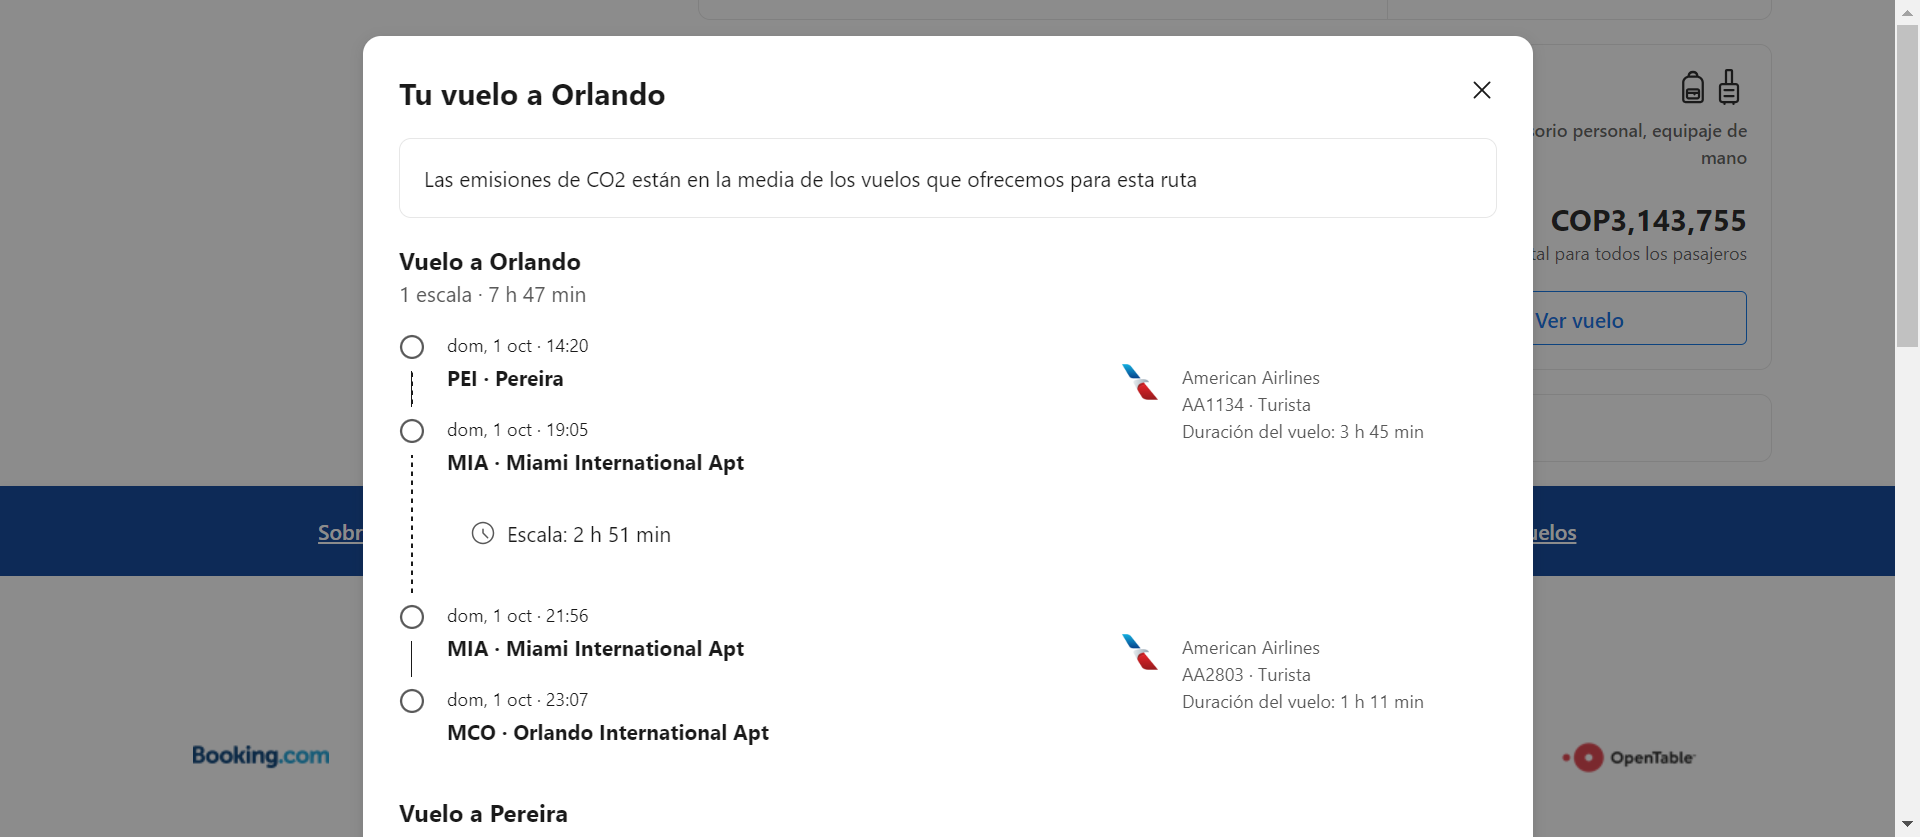 Tu vuelo a Orlando
Las emisiones de CO2 están en la media de los vuelos que ofrecemos para esta ruta
Vuelo a Orlando
1 escala · 7 h 47 min
dom, 1 oct · 14:20
PEI · Pereira
American Airlines
AA1134 · Turista
Duración del vuelo: 3 h 45 min
dom, 1 oct · 19:05
MIA · Miami International Apt
Escala: 2 h 51 min
dom, 1 oct · 21:56
MIA · Miami International Apt
American Airlines
AA2803 · Turista
Duración del vuelo: 1 h 11 min
dom, 1 oct · 23:07
MCO · Orlando International Apt
Vuelo a Pereira
personal, equipaje de
mano
COP3,143,755
para todos los pasajeros
Ver vuelo
Booking.com
OpenTable